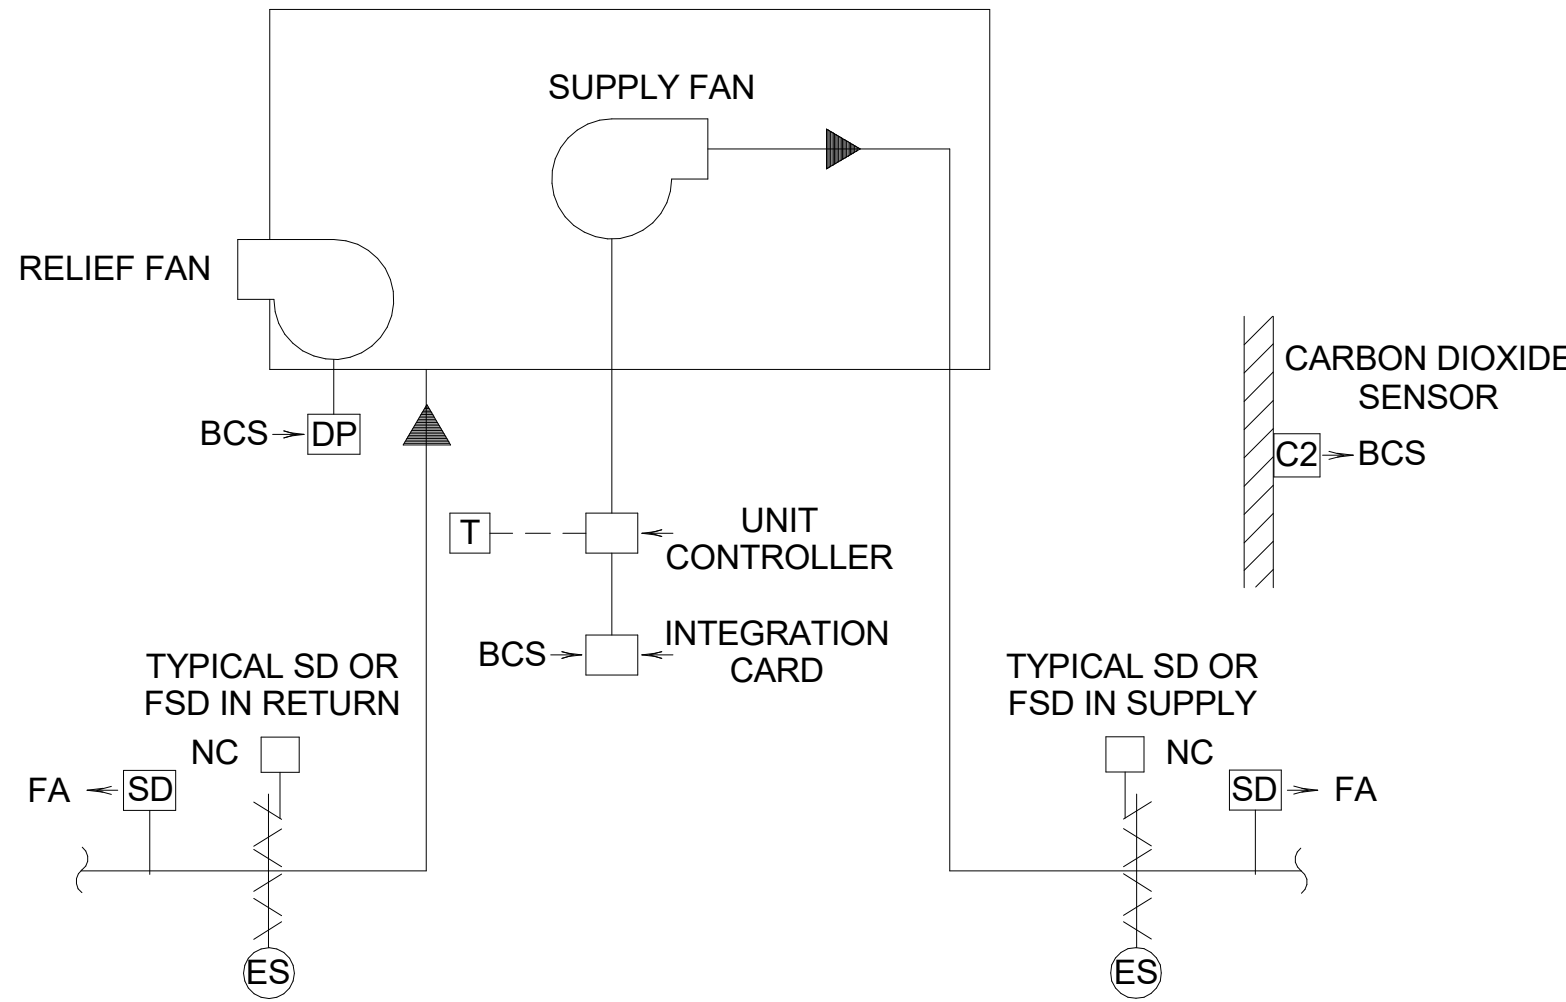 SUPPLY FAN
RELIEF FAN
CARBON DIOXIDE
SENSOR
BCS
DP
C2
BCS
T
UNIT
CONTROLLER
BCS
INTEGRATION
CARD
TYPICAL SD OR
FSD IN RETURN
NC
FA
SD
ES
TYPICAL SD OR
FSD IN SUPPLY
NC
SD
FA
ES